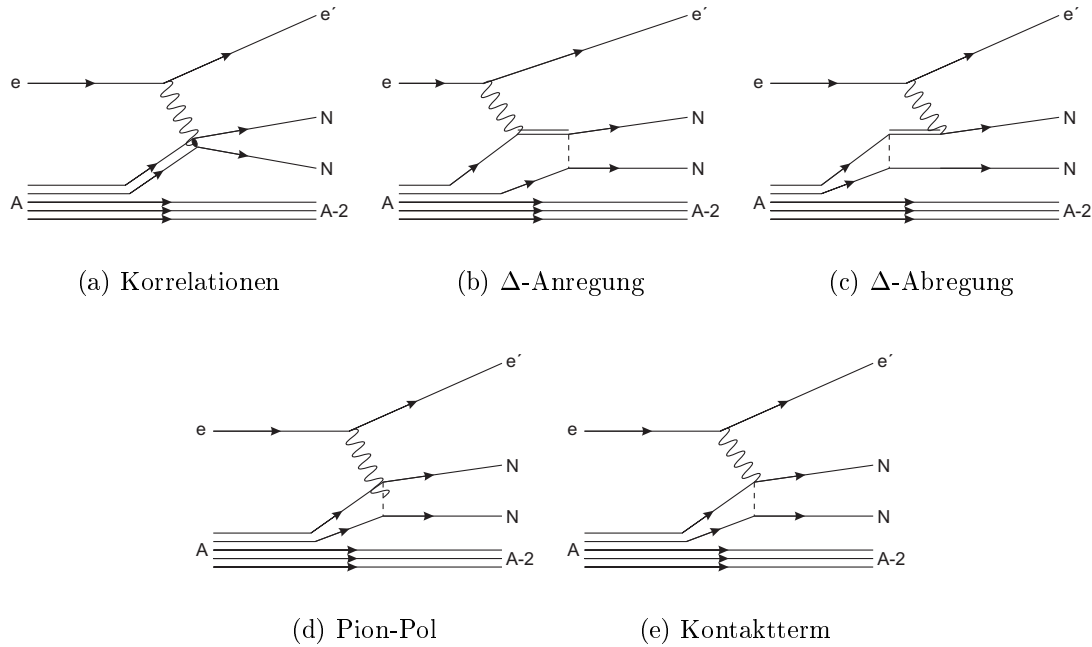 e´
e
N
N
A
A-2
(a) Korrelationen
e´
e
N
N
A
A-2
(b) Δ-Anregung
e´
e
N
N
A
A-2
(c) Δ-Abregung
e´
e
N
N
A
A-2
(d) Pion-Pol
e´
e
N
N
A
A-2
(e) Kontaktterm